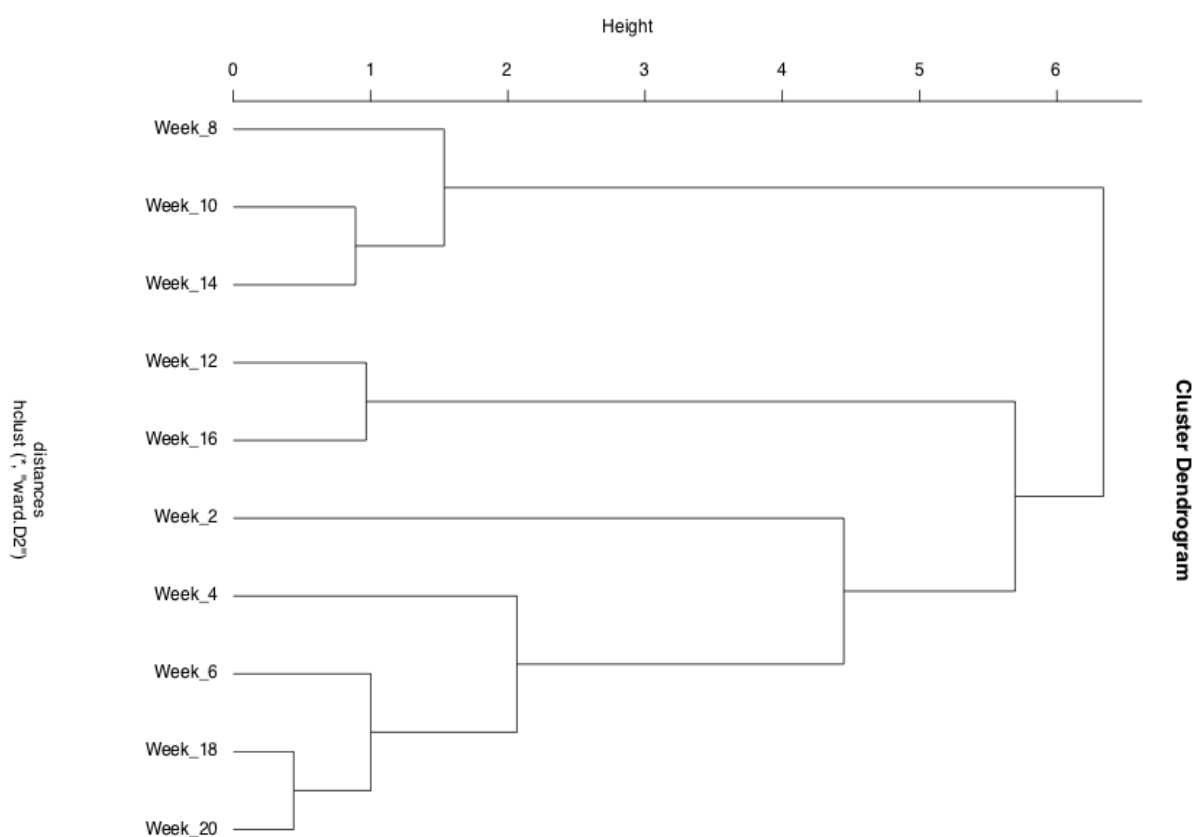 Height
0 1 2 3 4 5 6
Week_8
Week_10
Week_14
Week_12
Week_16
Week_2
Week_4
Week_6
Week_18
Week_20
distances
hclust (*, "ward.D2")
Cluster Dendrogram